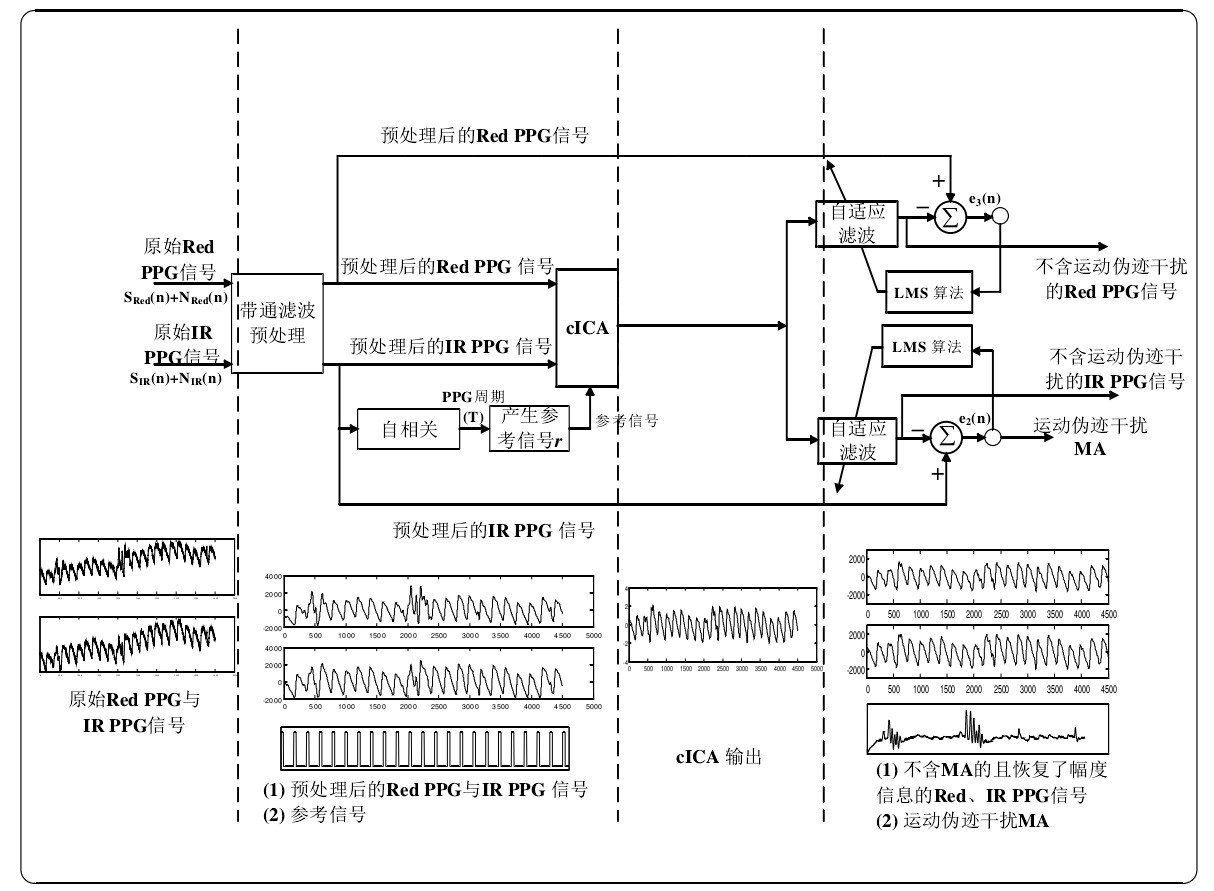 预处理后的Red PPG信号
+
e3(n)
自适应
滤波
−
∑
原始Red
PPG信号
SRed(n)+NRed(n)
预处理后的Red PPG 信号
不含运动伪迹干扰
的Red PPG信号
LMS 算法
带通滤波
预处理
cICA
原始IR
PPG信号
SIR(n)+NIR(n)
预处理后的IR PPG 信号
LMS 算法
不含运动伪迹干
扰的IR PPG信号
PPG周期
(T)
自相关
产生参
考信号r
参考信号
自适应
滤波
−
∑
e2(n)
+
运动伪迹干扰
MA
预处理后的IR PPG 信号
原始Red PPG与
IR PPG信号
4000
2000
0
-2000
0 500 1000 1500 2000 2500 3000 3500 4000 4500 5000
4000
2000
0
-2000
0 500 1000 1500 2000 2500 3000 3500 4000 4500 5000
(1) 预处理后的Red PPG与IR PPG 信号
(2) 参考信号
4
2
0
-2
-4
0 500 1000 1500 2000 2500 3000 3500 4000 4500 5000
cICA 输出
2000
0
-2000
0 500 1000 1500 2000 2500 3000 3500 4000 4500
2000
0
-2000
0 500 1000 1500 2000 2500 3000 3500 4000 4500
(1) 不含MA的且恢复了幅度
信息的Red、IR PPG信号
(2) 运动伪迹干扰MA